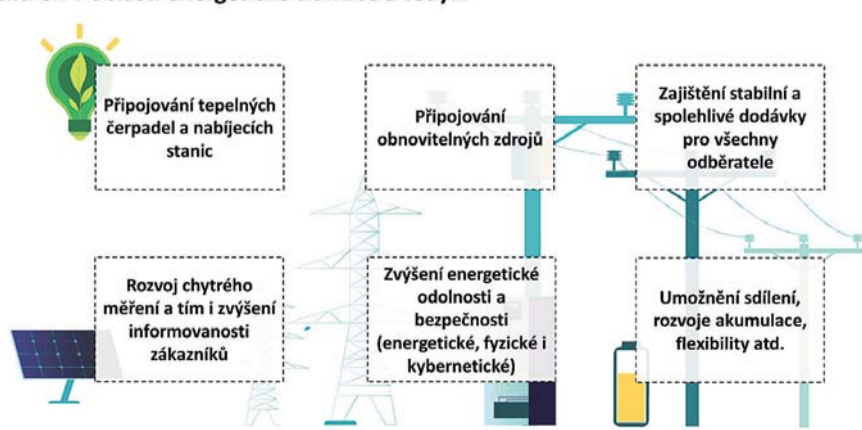 Připojování tepelných
čerpadel a nabíjecích
stanic
Připojování
obnovitelných zdrojů
Zajištění stabilní a
spolehlivé dodávky
pro všechny
odběratele
Rozvoj chytrého
měření a tím i zvýšení
informovanosti
zákazníků
Zvýšení energetické
odolnosti a
bezpečnosti
(energetické, fyzické i
kybernetické)
Umožnění sdílení,
rozvoje akumulace,
flexibility atd.